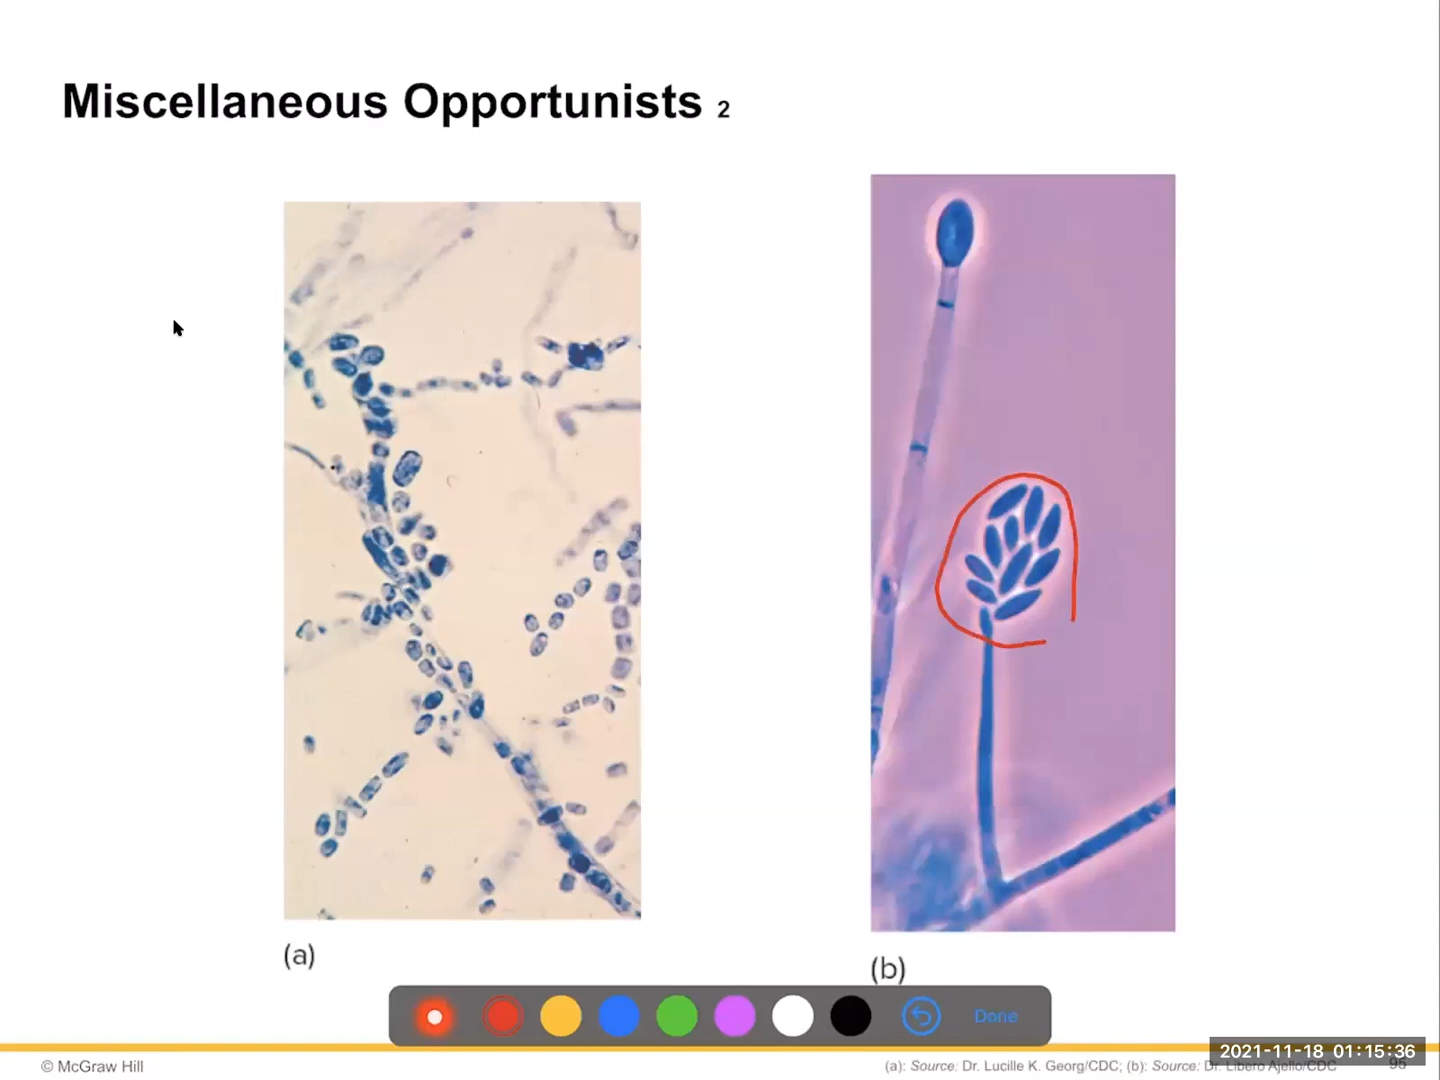 Miscellaneous Opportunists 2
(a)
(b)
Done
2021-11-18 01:15:36
© McGraw Hill
(a): Source: Dr. Lucille K. Georg/CDC; (b): Source: Dr. Libero Ajello/CDC
95